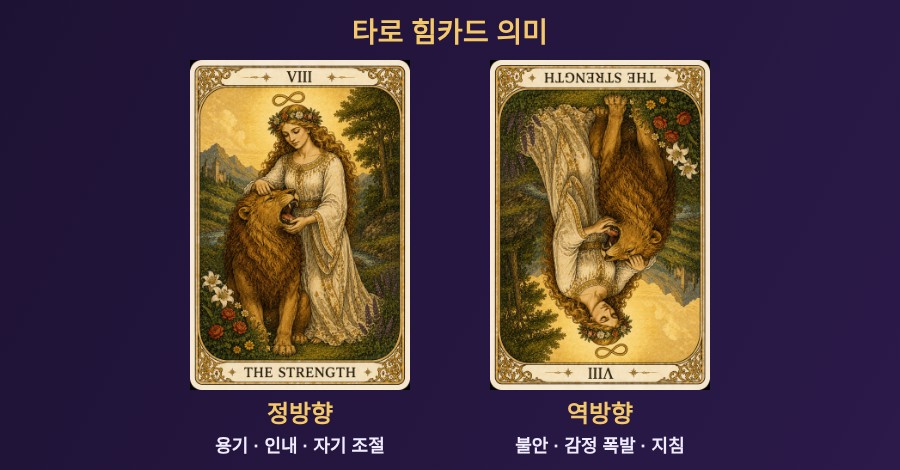 타로 힘카드 의미
VIII
THE STRENGTH
THE STRENGTH
VIII
정방향
역방향
용기 · 인내 · 자기 조절
불안 · 감정 폭발 · 지침